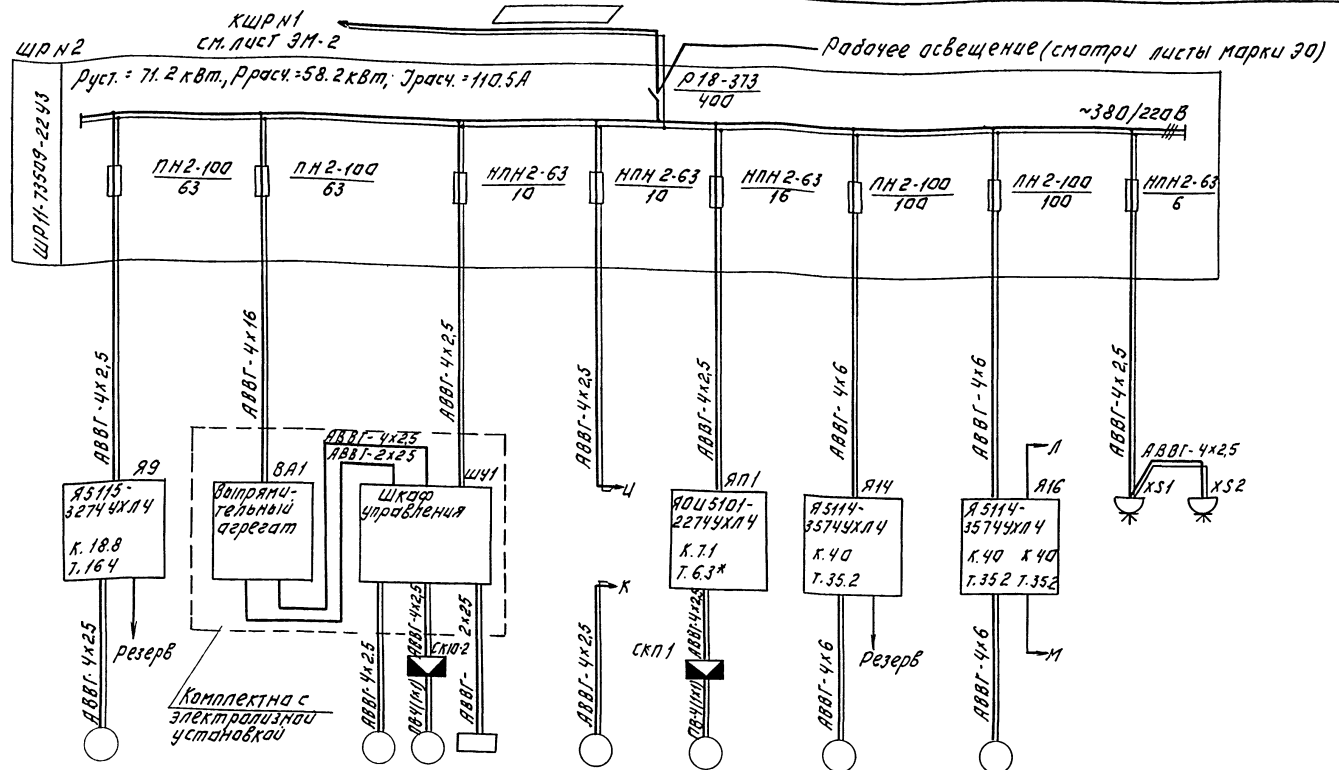 КШР N1
см. лист ЭМ-2
ШР N2
Рабочее освещение (смотри листы марки ЭО)
Руст. = 71.2 кВт, Ррасч. = 58.2 кВт, Iрасч. = 110.5А
Р18-373
400
~380/220В
ШР11-73509-22У3
ПН2-100
63
ПН2-100
63
НПН2-63
10
НПН2-63
10
НПН2-63
16
ПН2-100
100
ПН2-100
100
НПН2-63
6
АВВГ-4х2,5
АВВГ-4х16
АВВГ-4х2,5
АВВГ-4х2,5
АВВГ-4х2,5
АВВГ-4х6
АВВГ-4х6
АВВГ-4х2,5
АВВГ-4х2,5
АВВГ-2х25
АВВГ-4х2,5
Я9
ВА1
ШУ1
И
ЯП1
Я14
Л
Я16
XS1
XS2
Я5115-
3274УХЛ4
К. 18.8
Т. 16.4
Выпрями-
тельный
агрегат
Шкаф
управления
ЯОИ5101-
2274УХЛ4
К. 7.1
Т. 6.3*
Я5114-
3574УХЛ4
К. 40
Т. 35.2
Я5114-
3574УХЛ4
К. 40 К 40
Т. 35.2 Т. 35.2
К
М
Резерв
Резерв
СК10-2
СКП1
АВВГ-4х2.5
АВВГ-4х2.5
АВВГ-4х2,5
ПВ-4(1х1)
АВВГ- 2х25
АВВГ-4х2,5
АВВГ-4х2,5
ПВ-4(1х1)
АВВГ-4х6
АВВГ-4х6
Комплектна с
электролизной
установкой